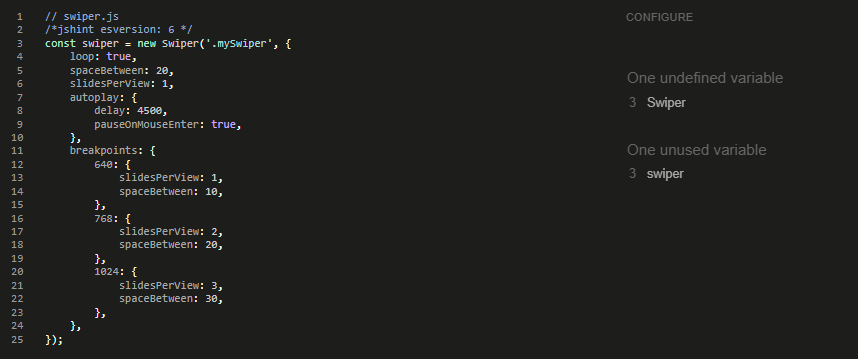 1 // swiper.js
2 /*jshint esversion: 6 */
3 const swiper = new Swiper('.mySwiper', {
4     loop: true,
5     spaceBetween: 20,
6     slidesPerView: 1,
7     autoplay: {
8         delay: 4500,
9         pauseOnMouseEnter: true,
10     },
11     breakpoints: {
12         640: {
13             slidesPerView: 1,
14             spaceBetween: 10,
15         },
16         768: {
17             slidesPerView: 2,
18             spaceBetween: 20,
19         },
20         1024: {
21             slidesPerView: 3,
22             spaceBetween: 30,
23         },
24     },
25 });
CONFIGURE
One undefined variable
3 Swiper
One unused variable
3 swiper